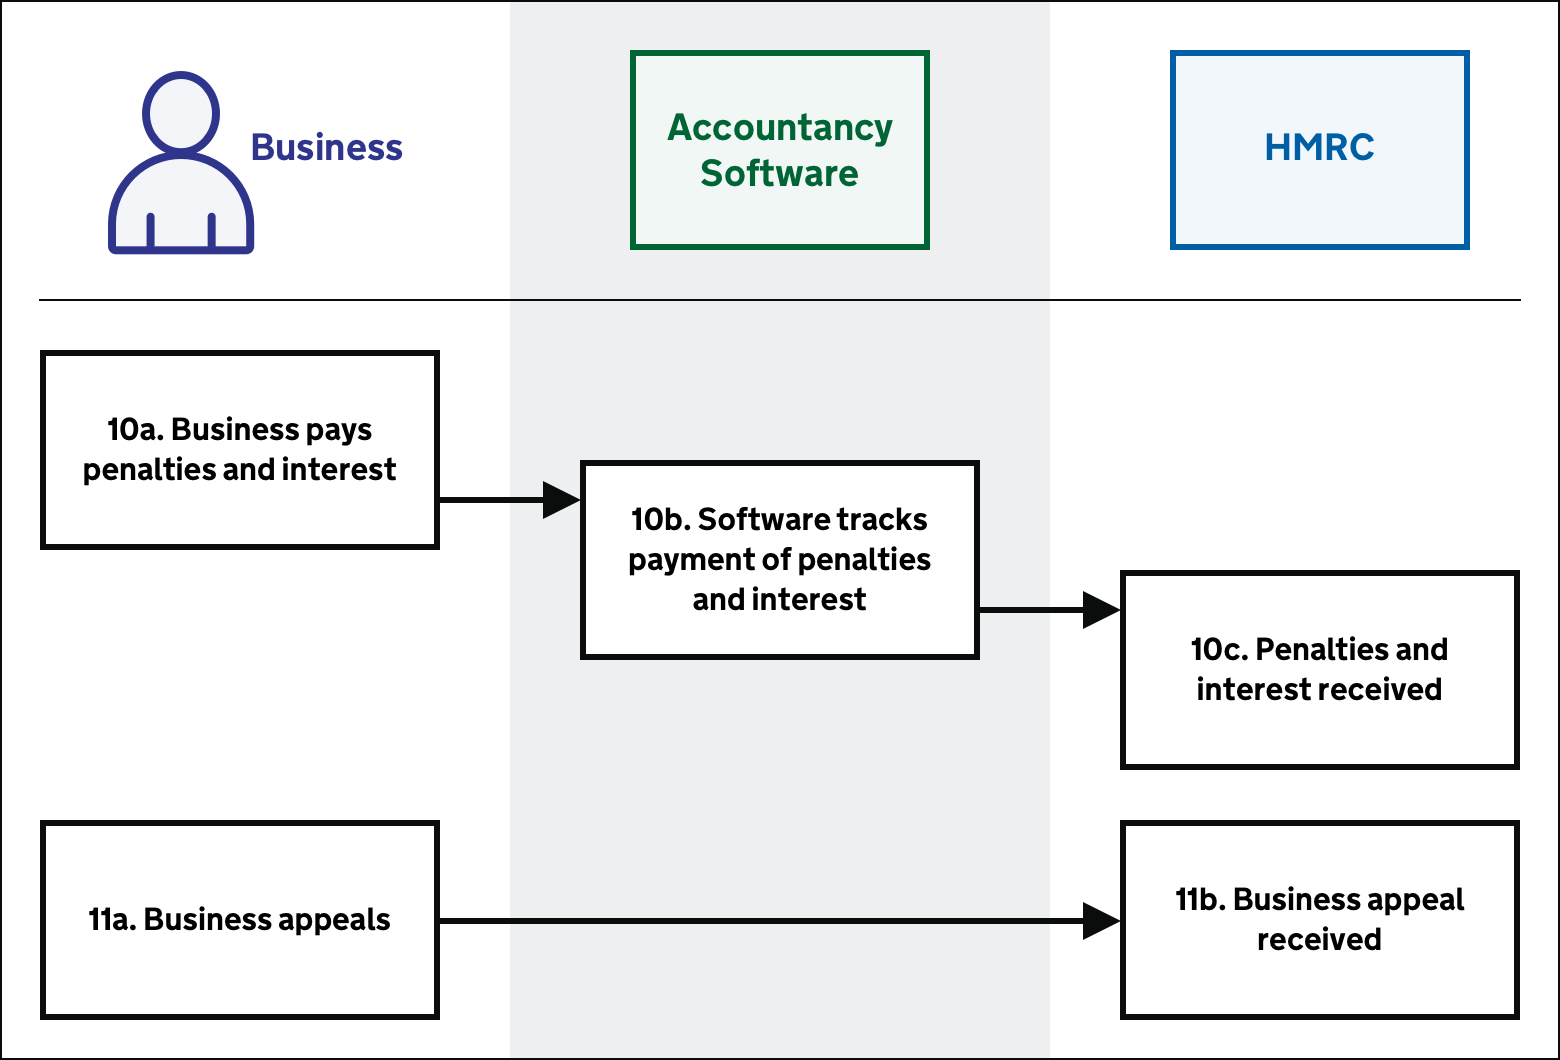 Business
Accountancy
Software
HMRC
10a. Business pays
penalties and interest
10b. Software tracks
payment of penalties
and interest
10c. Penalties and
interest received
11a. Business appeals
11b. Business appeal
received